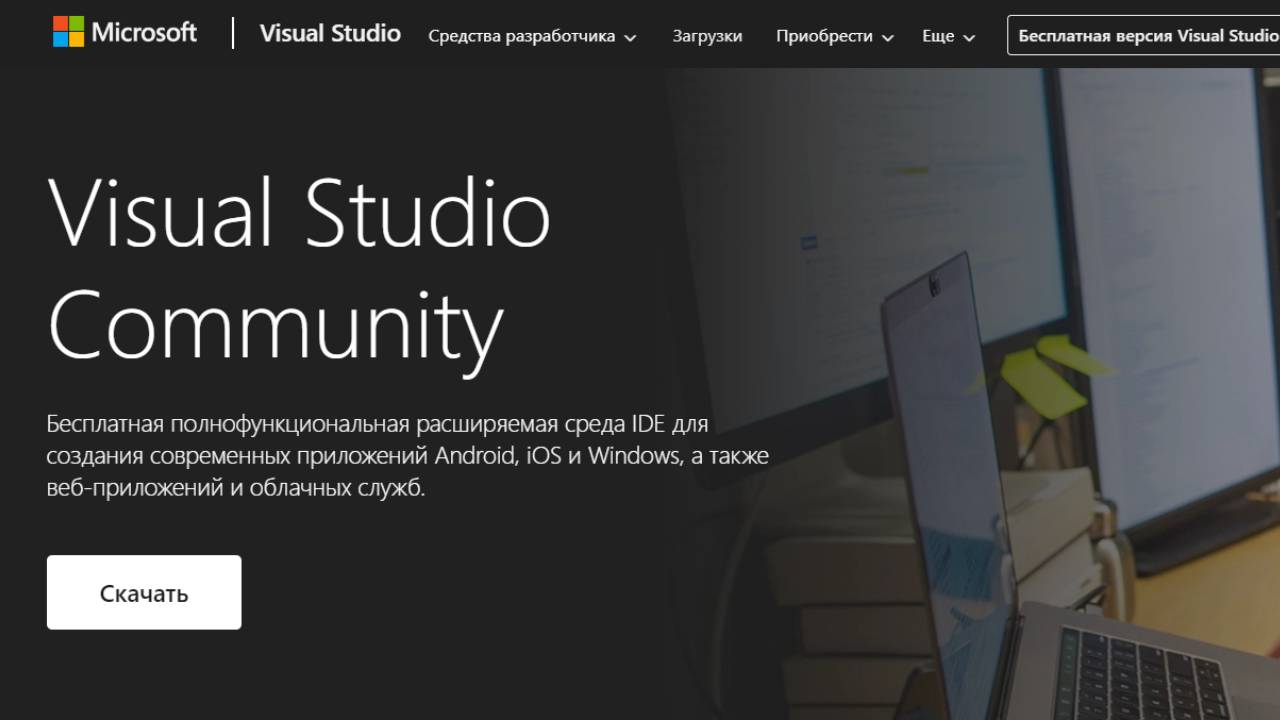 Microsoft Visual Studio Средства разработчика Загрузки Приобрести Еще Бесплатная версия Visual Studio
Visual Studio
Community
Бесплатная полнофункциональная расширяемая среда IDE для
создания современных приложений Android, iOS и Windows, а также
веб-приложений и облачных служб.
Скачать